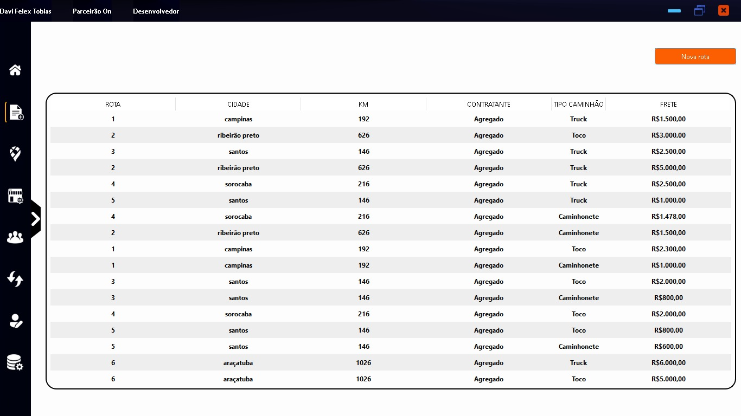 Davi Felex Tobias Parceirão On Desenvolvedor
Nova rota
ROTA CIDADE KM CONTRATANTE TIPO CAMINHÃO FRETE
1 campinas 192 Agregado Truck R$1.500,00
2 ribeirão preto 626 Agregado Toco R$3.000,00
3 santos 146 Agregado Truck R$2.500,00
2 ribeirão preto 626 Agregado Truck R$5.000,00
4 sorocaba 216 Agregado Truck R$2.500,00
5 santos 146 Agregado Truck R$1.000,00
4 sorocaba 216 Agregado Caminhonete R$1.478,00
2 ribeirão preto 626 Agregado Caminhonete R$1.500,00
1 campinas 192 Agregado Toco R$2.300,00
1 campinas 192 Agregado Caminhonete R$1.000,00
3 santos 146 Agregado Toco R$2.000,00
3 santos 146 Agregado Caminhonete R$800,00
4 sorocaba 216 Agregado Toco R$2.000,00
5 santos 146 Agregado Toco R$800,00
5 santos 146 Agregado Caminhonete R$600,00
6 araçatuba 1026 Agregado Truck R$6.000,00
6 araçatuba 1026 Agregado Toco R$5.000,00